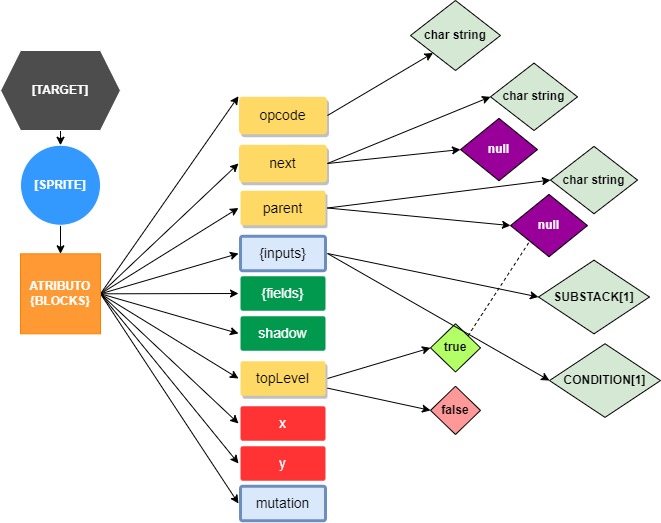 [TARGET]
[SPRITE]
ATRIBUTO
{BLOCKS}
opcode
next
parent
{inputs}
{fields}
shadow
topLevel
x
y
mutation
char string
char string
null
char string
null
SUBSTACK[1]
true
CONDITION[1]
false